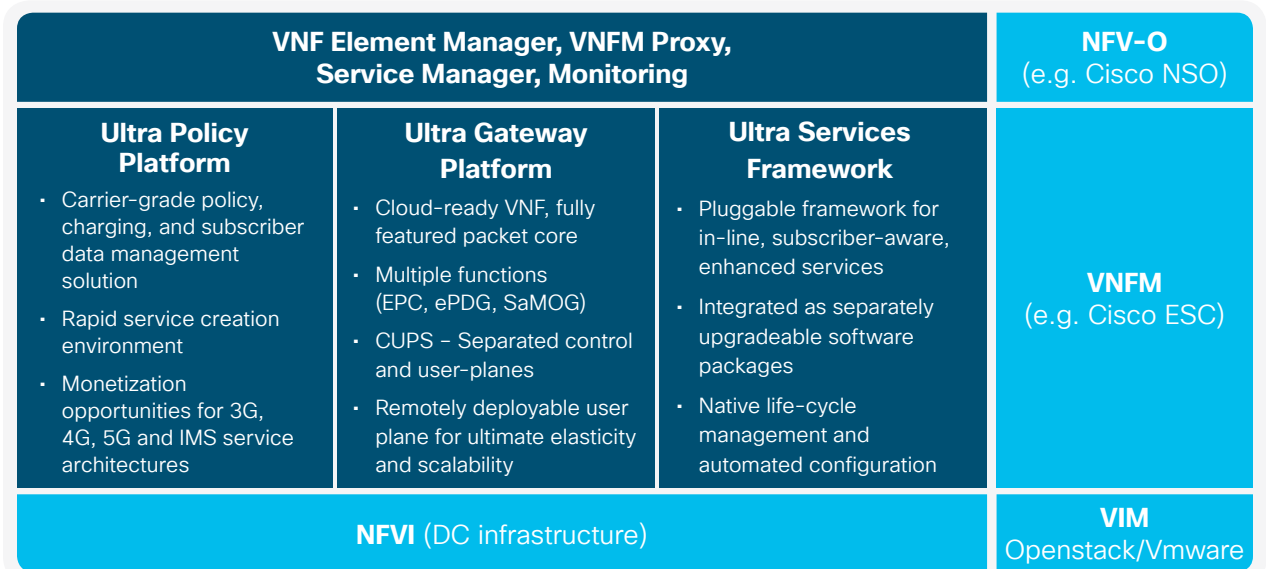 VNF Element Manager, VNFM Proxy,
Service Manager, Monitoring
NFV-O
(e.g. Cisco NSO)
Ultra Policy
Platform
▪ Carrier-grade policy,
charging, and subscriber
data management
solution
▪ Rapid service creation
environment
▪ Monetization
opportunities for 3G,
4G, 5G and IMS service
architectures
Ultra Gateway
Platform
▪ Cloud-ready VNF, fully
featured packet core
▪ Multiple functions
(EPC, ePDG, SaMOG)
▪ CUPS – Separated control
and user-planes
▪ Remotely deployable user
plane for ultimate elasticity
and scalability
Ultra Services
Framework
▪ Pluggable framework for
in-line, subscriber-aware,
enhanced services
▪ Integrated as separately
upgradeable software
packages
▪ Native life-cycle
management and
automated configuration
VNFM
(e.g. Cisco ESC)
NFVI (DC infrastructure)
VIM
Openstack/Vmware